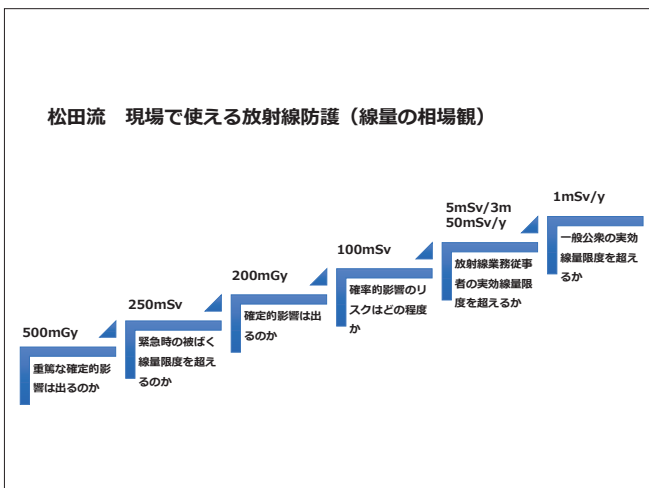 松田流　現場で使える放射線防護（線量の相場観）
500mGy
重篤な確定的影
響は出るのか
250mSv
緊急時の被ばく
線量限度を超え
るのか
200mGy
確定的影響は出
るのか
100mSv
確率的影響のリ
スクはどの程度
か
5mSv/3m
50mSv/y
放射線業務従事
者の実効線量限
度を超えるか
1mSv/y
一般公衆の実効
線量限度を超え
るか